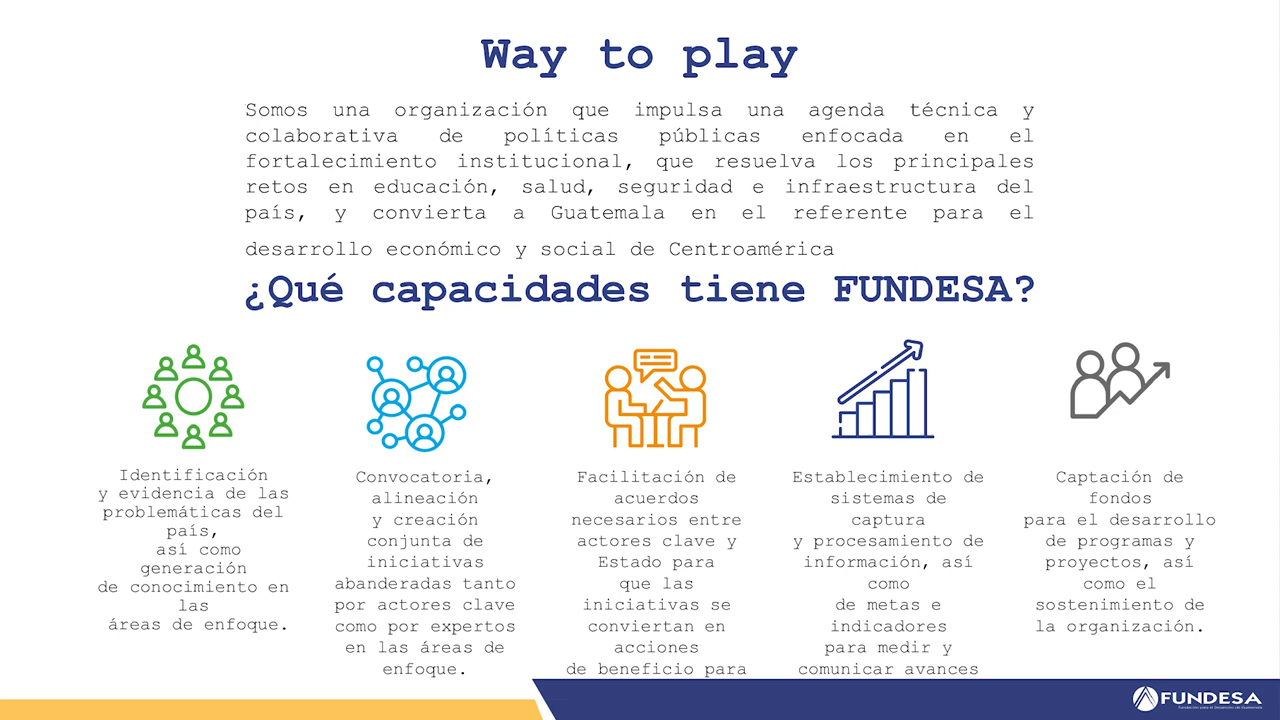 Way to play
Somos una organización que impulsa una agenda técnica y
colaborativa de políticas públicas enfocada en el
fortalecimiento institucional, que resuelva los principales
retos en educación, salud, seguridad e infraestructura del
país, y convierta a Guatemala en el referente para el
desarrollo económico y social de Centroamérica
¿Qué capacidades tiene FUNDESA?
Identificación
y evidencia de las
problemáticas del
país,
así como
generación
de conocimiento en
las
áreas de enfoque.
Convocatoria,
alineación
y creación
conjunta de
iniciativas
abanderadas tanto
por actores clave
como por expertos
en las áreas de
enfoque.
Facilitación de
acuerdos
necesarios entre
actores clave y
Estado para
que las
iniciativas se
conviertan en
acciones
de beneficio para
Establecimiento de
sistemas de
captura
y procesamiento de
información, así
como
de metas e
indicadores
para medir y
comunicar avances
Captación de
fondos
para el desarrollo
de programas y
proyectos, así
como el
sostenimiento de
la organización.
FUNDESA
Fundación para el Desarrollo de Guatemala